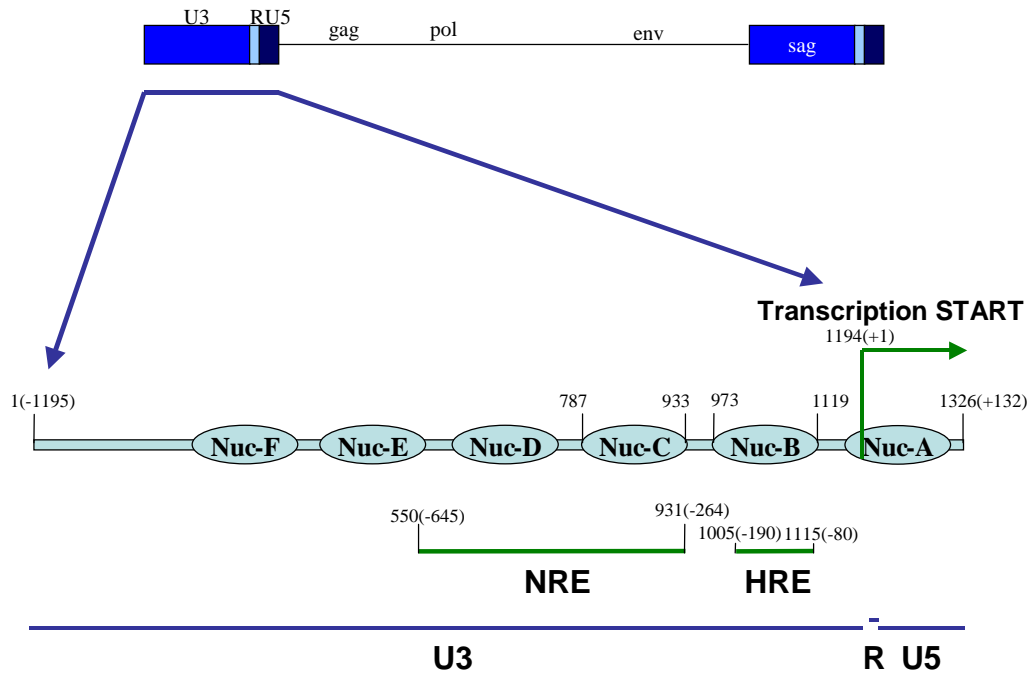 U3 RU5
gag pol env
sag
Transcription START
1194(+1)
1(-1195) 787 933 973 1119 1326(+132)
Nuc-F Nuc-E Nuc-D Nuc-C Nuc-B Nuc-A
550(-645) 931(-264)
1005(-190) 1115(-80)
NRE HRE
U3 R U5